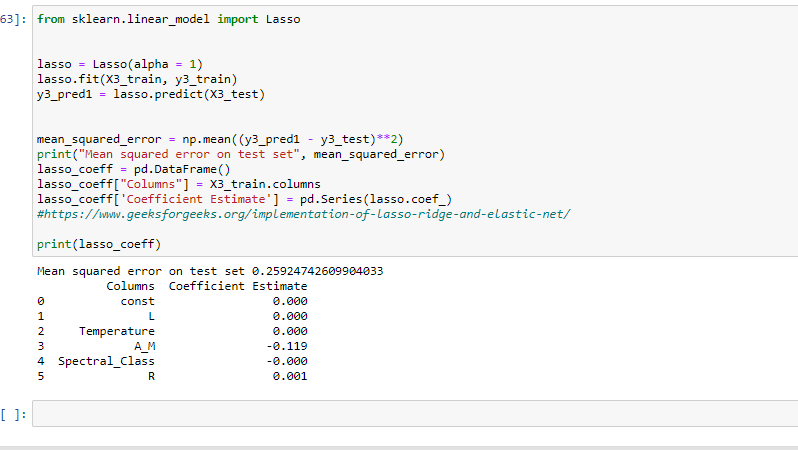 63]: from sklearn.linear_model import Lasso
lasso = Lasso(alpha = 1)
lasso.fit(X3_train, y3_train)
y3_pred1 = lasso.predict(X3_test)
mean_squared_error = np.mean((y3_pred1 - y3_test)**2)
print("Mean squared error on test set", mean_squared_error)
lasso_coeff = pd.DataFrame()
lasso_coeff["Columns"] = X3_train.columns
lasso_coeff['Coefficient Estimate'] = pd.Series(lasso.coef_)
#https://www.geeksforgeeks.org/implementation-of-lasso-ridge-and-elastic-net/
print(lasso_coeff)
Mean squared error on test set 0.25924742609904033
Columns Coefficient Estimate
0 const 0.000
1 L 0.000
2 Temperature 0.000
3 A_M -0.119
4 Spectral_Class -0.000
5 R 0.001
[ ]: